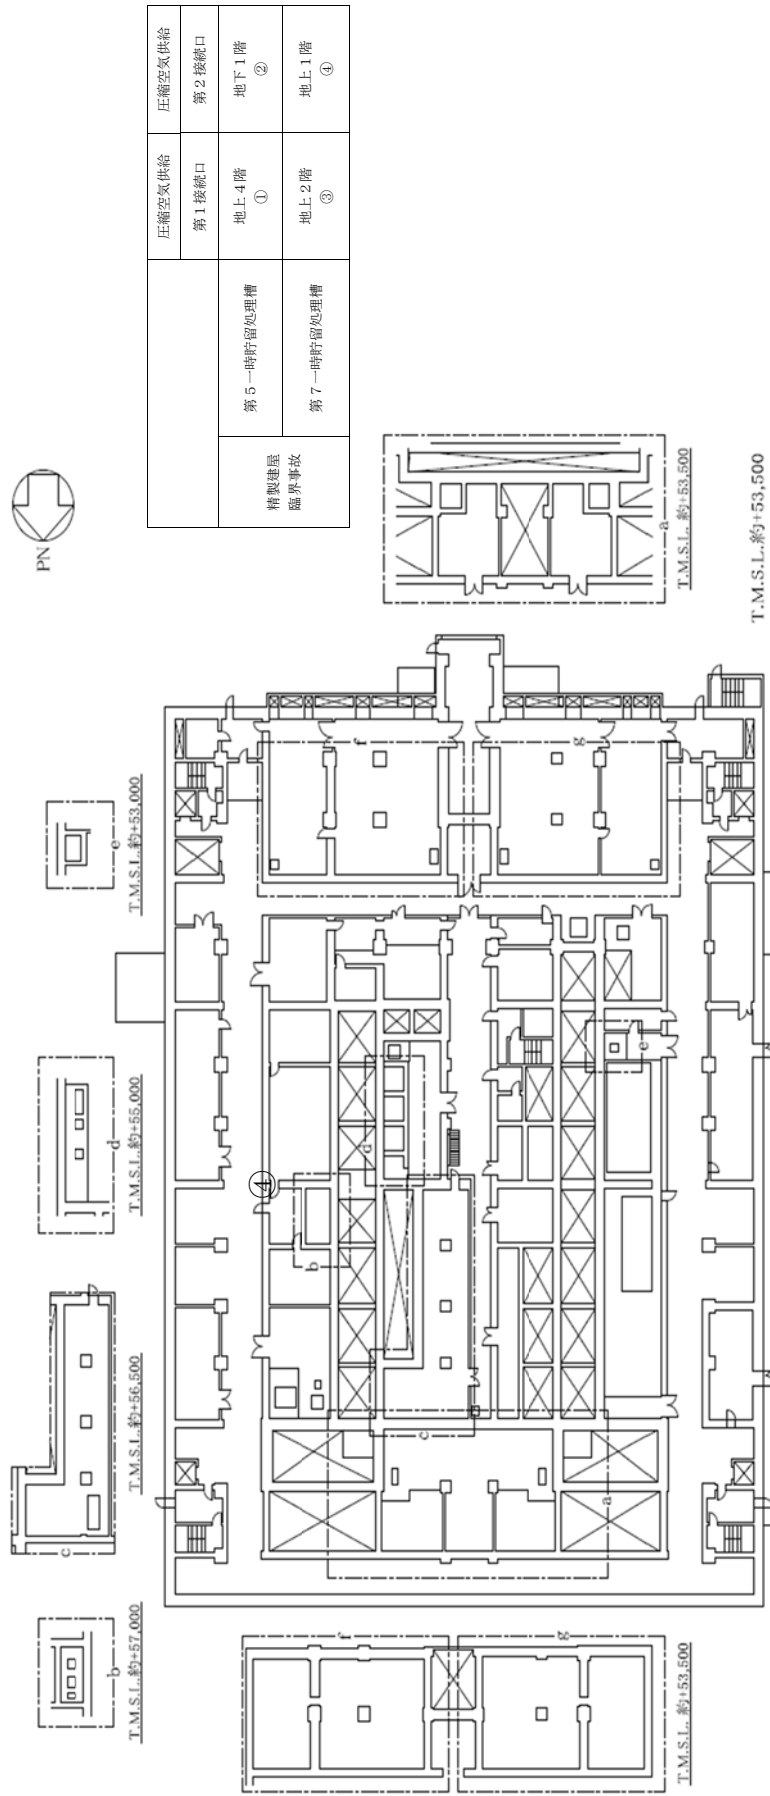 圧縮空気供給
第1接続口
圧縮空気供給
第2接続口
精製建屋
臨界事故
第5一時貯留処理槽
地上4階
①
地下1階
②
第7一時貯留処理槽
地上2階
③
地上1階
④
PN
b
T.M.S.L.約+57,000
c
T.M.S.L.約+56,500
d
T.M.S.L.約+55,000
e
T.M.S.L.約+53,000
f
g
T.M.S.L. 約+53,500
④
b
d
c
a
e
f
g
a
T.M.S.L. 約+53,500
T.M.S.L.約+53,500